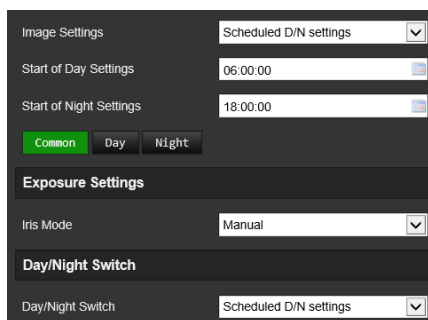 Image Settings Scheduled D/N settings
Start of Day Settings 06:00:00
Start of Night Settings 18:00:00
Common Day Night
Exposure Settings
Iris Mode Manual
Day/Night Switch
Day/Night Switch Scheduled D/N settings